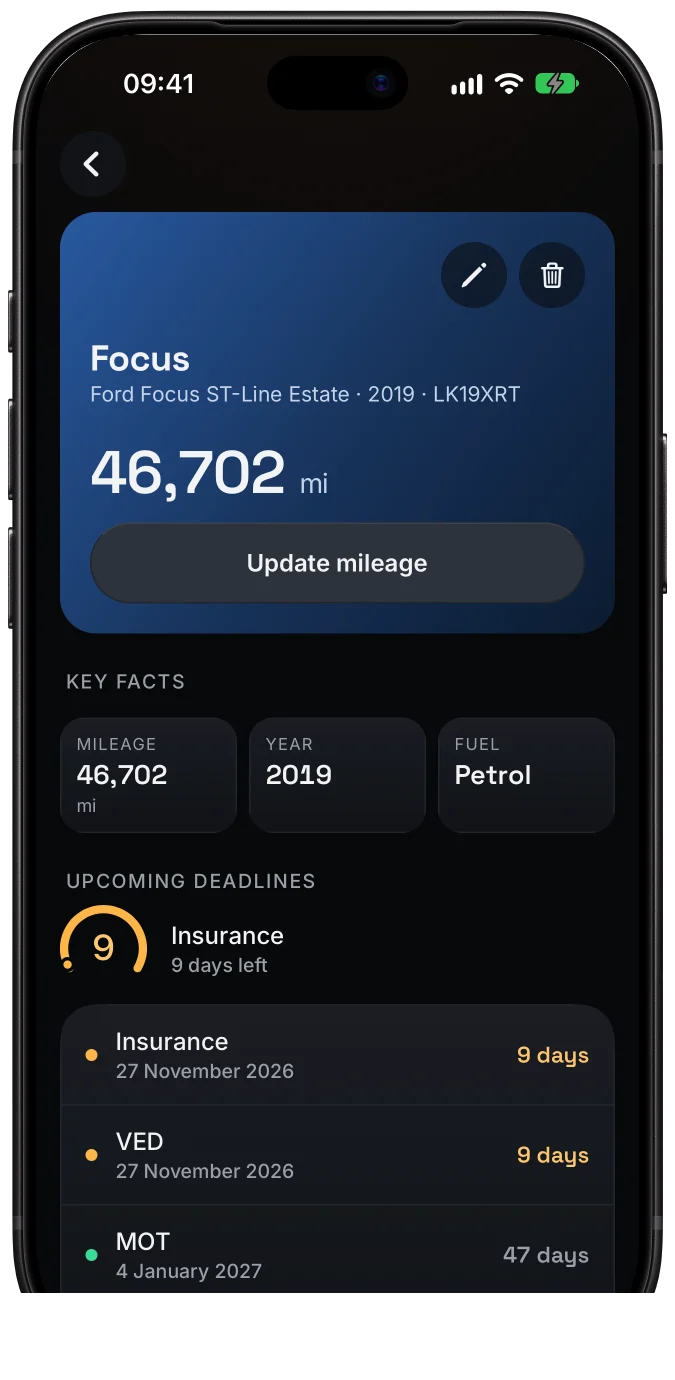 09:41
Focus
Ford Focus ST-Line Estate · 2019 · LK19XRT
46,702 mi
Update mileage
KEY FACTS
MILEAGE
46,702
mi
YEAR
2019
FUEL
Petrol
UPCOMING DEADLINES
9
Insurance
9 days left
Insurance
27 November 2026
9 days
VED
27 November 2026
9 days
MOT
4 January 2027
47 days